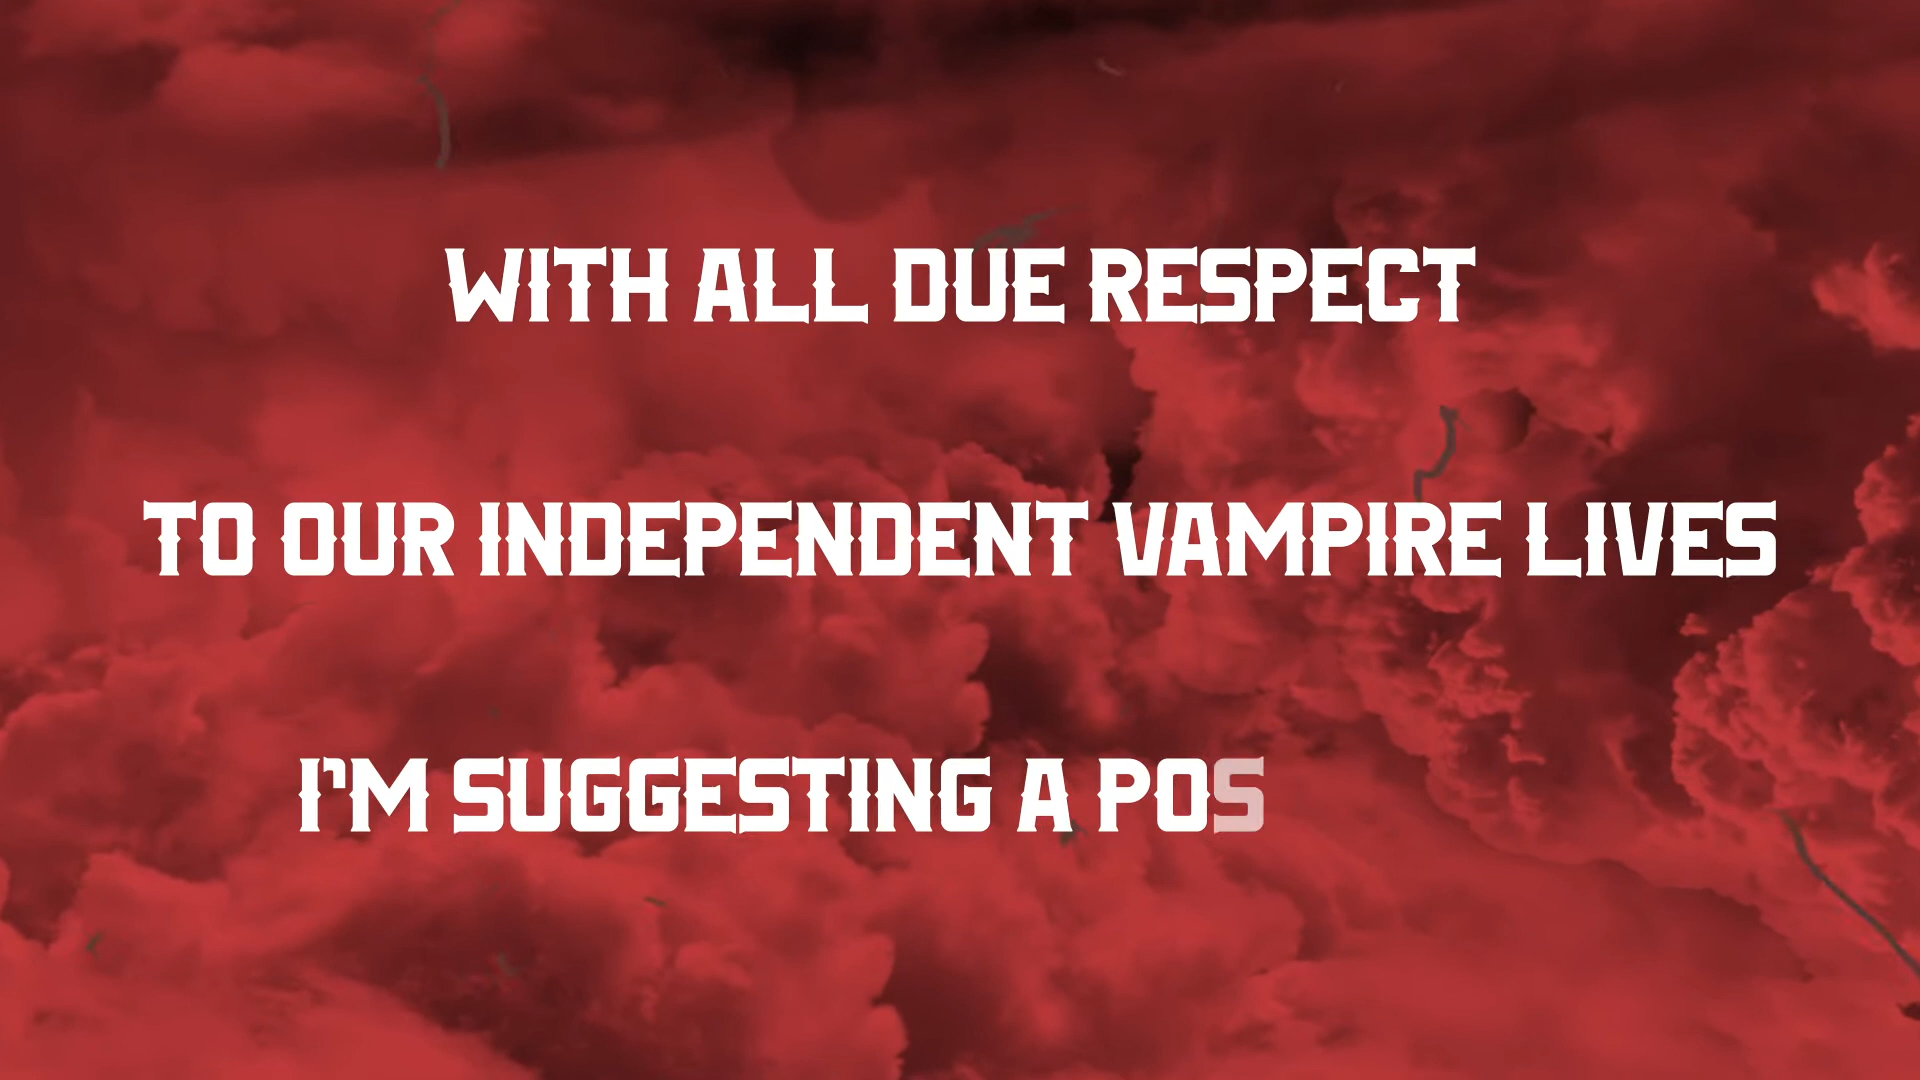 WITH ALL DUE RESPECT
TO OUR INDEPENDENT VAMPIRE LIVES
I'M SUGGESTING A POS